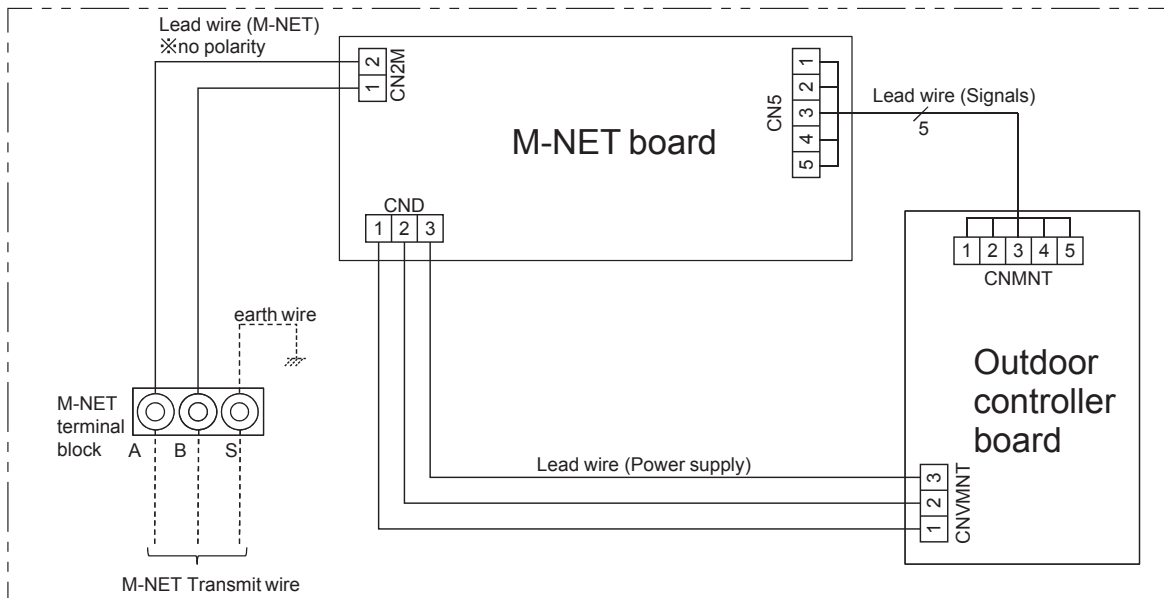 Lead wire (M-NET)
※no polarity
2
1
CN2M
M-NET board
1
2
3
4
5
CN5
Lead wire (Signals)
5
CND
1 2 3
1 2 3 4 5
CNMNT
Outdoor
controller
board
earth wire
M-NET
terminal
block
A B S
Lead wire (Power supply)
3
2
1
CNVMNT
M-NET Transmit wire